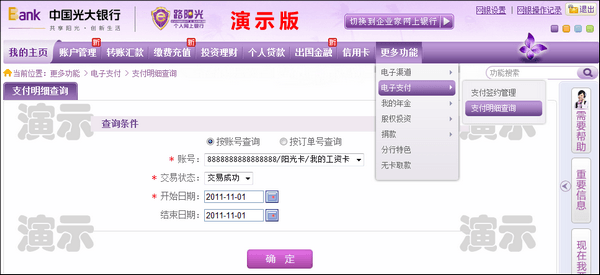 Bank 中国光大银行 路阳光 演示版 切换到企业家网上银行> 网银设置 | 网银操作记录 退出
共享阳光·创新生活 个人网上银行
我的主页 账户管理 转账汇款 缴费充值 投资理财 个人贷款 出国金融 信用卡 更多功能
新 新 新
当前位置: 更多功能 > 电子支付 > 支付明细查询
功能搜索
支付明细查询
电子渠道
电子支付
我的年金
股权投资
捐款
分行特色
无卡取款
支付签约管理
支付明细查询
演示 演示
查询条件
按账号查询 按订单号查询
* 账号: 8888888888888888/阳光卡/我的工资卡
* 交易状态: 交易成功
* 开始日期: 2011-11-01
结束日期: 2011-11-01
演示 演示
确 定
需要帮助
重要信息
现在我